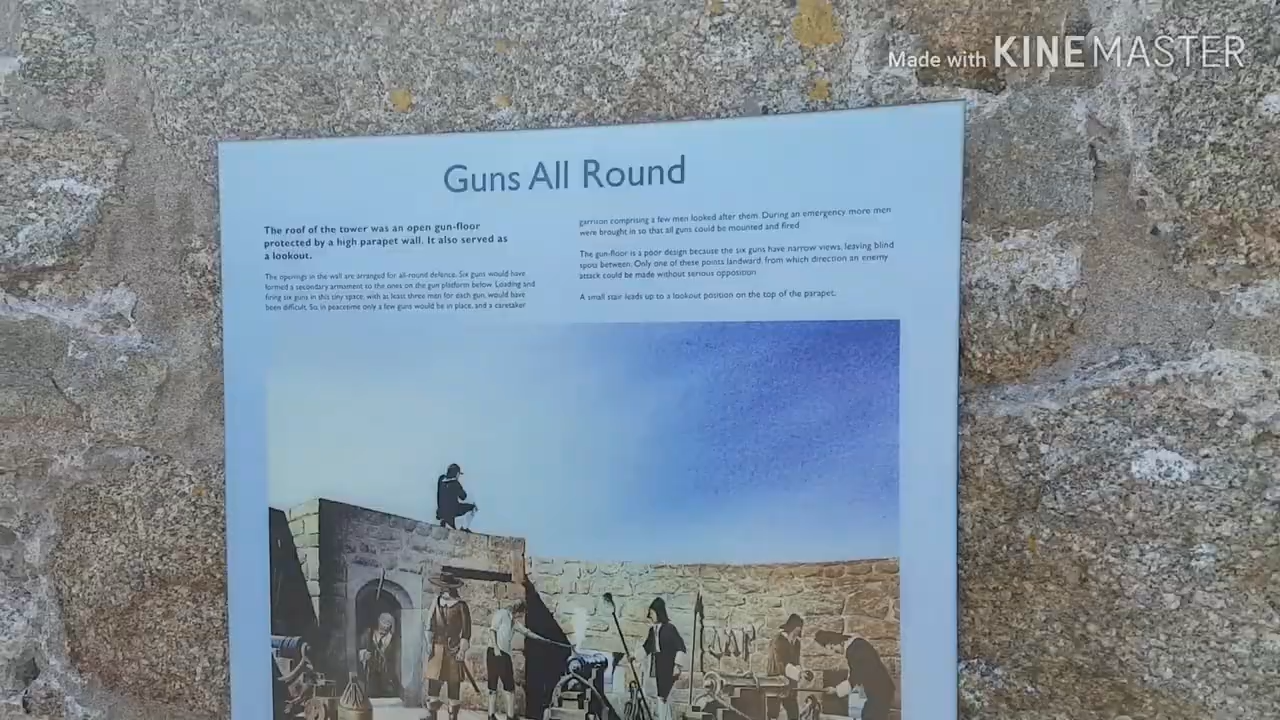 Made with KINEMASTER
Guns All Round
The roof of the tower was an open gun-floor
protected by a high parapet wall. It also served as
a lookout.
The openings in the wall are arranged for all-round defence. Six guns would have
formed a secondary armament to the ones on the gun platform below. Loading and
firing six guns in this tiny space, with at least three men for each gun, would have
been difficult. So in peacetime only a few guns would be in place, and a caretaker
garrison comprising a few men looked after them. During an emergency more men
were brought in so that all guns could be mounted and fired.
The gun-floor is a poor design because the six guns have narrow views, leaving blind
spots between. Only one of these points landward, from which direction an enemy
attack could be made without serious opposition.
A small stair leads up to a lookout position on the top of the parapet.